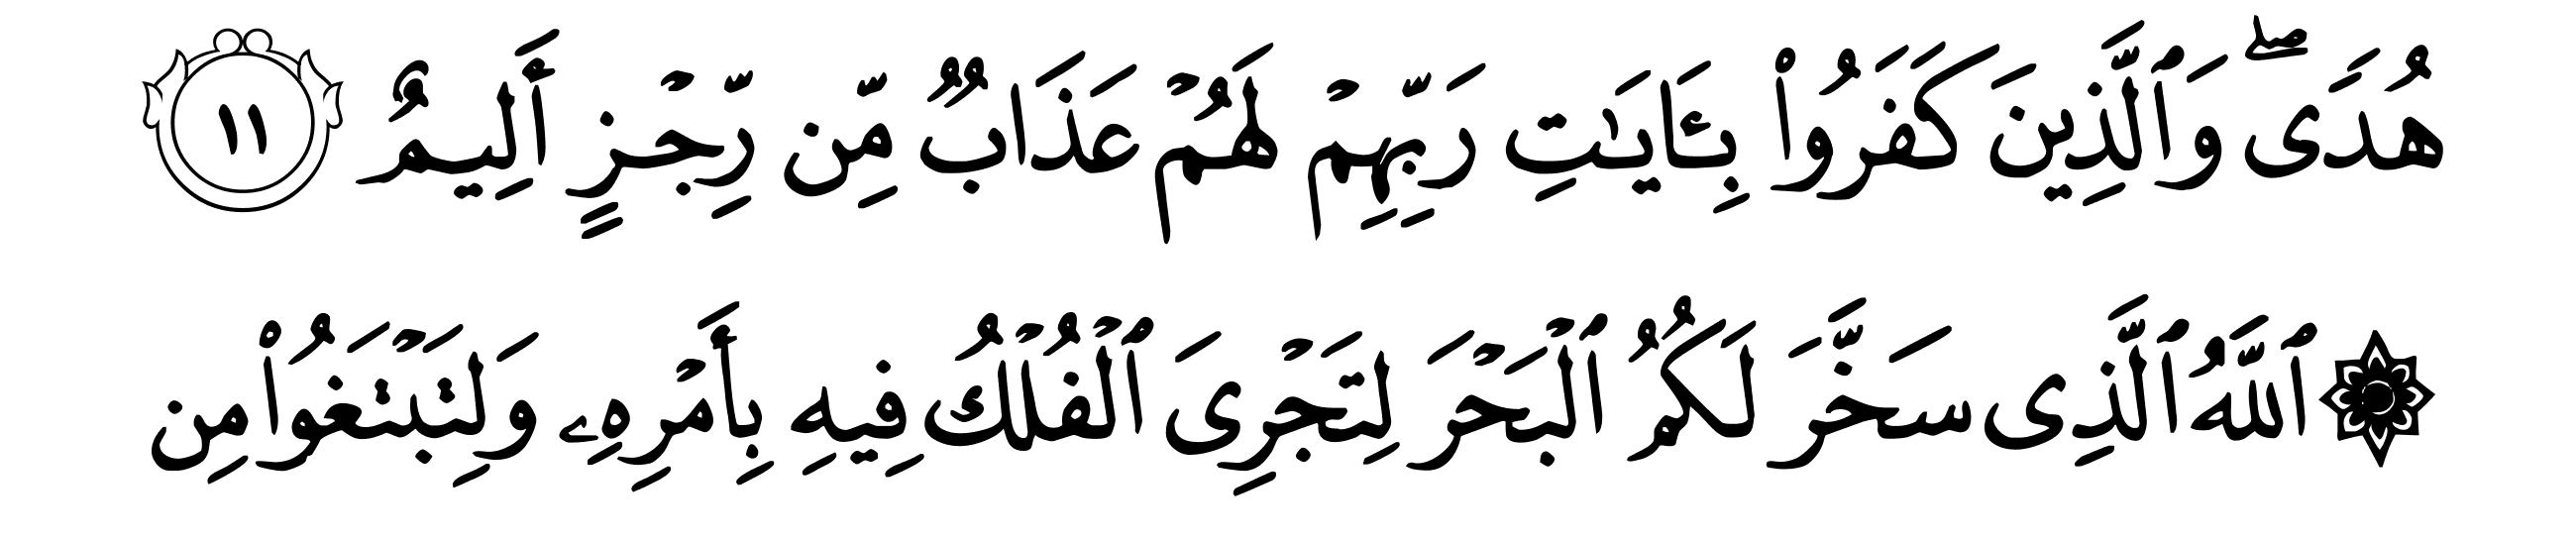 هُدٗىۖ وَٱلَّذِينَ كَفَرُواْ بِـَٔايَٰتِ رَبِّهِمۡ لَهُمۡ عَذَابٞ مِّن رِّجۡزٍ أَلِيمٌ ١١
۞ ٱللَّهُ ٱلَّذِي سَخَّرَ لَكُمُ ٱلۡبَحۡرَ لِتَجۡرِيَ ٱلۡفُلۡكُ فِيهِ بِأَمۡرِهِۦ وَلِتَبۡتَغُواْ مِن